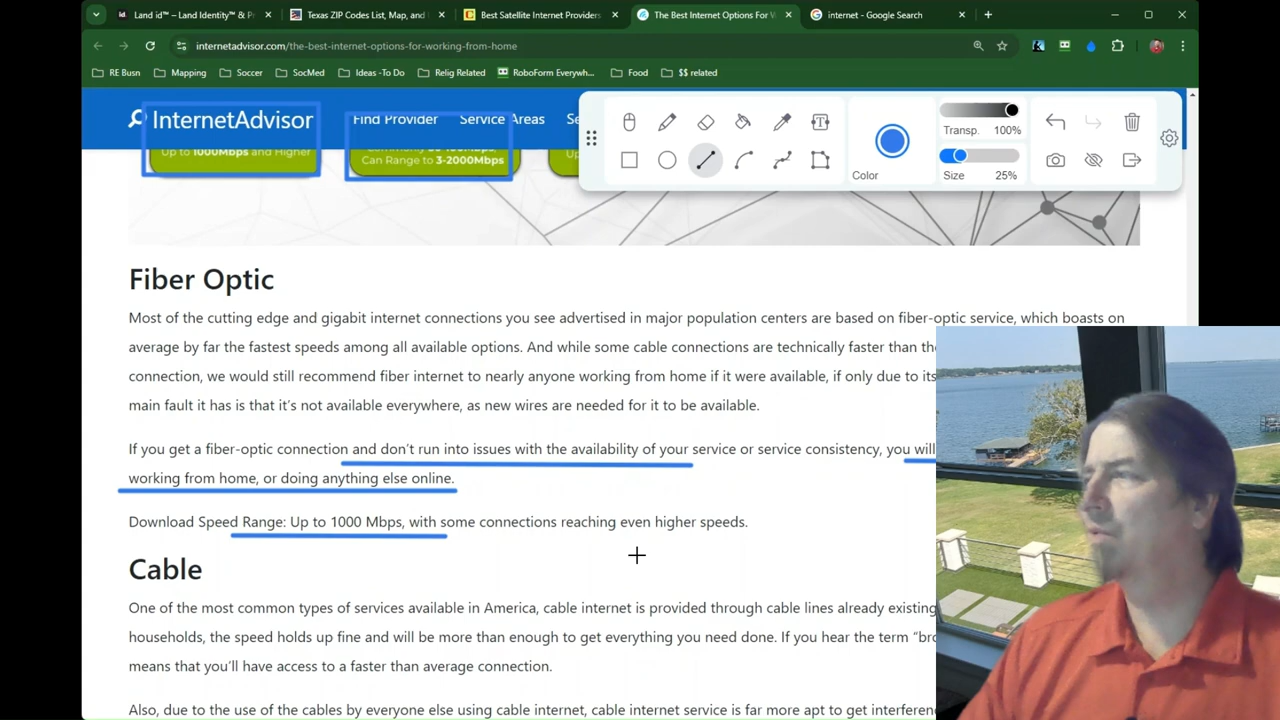 Land id™ – Land Identity™ & P
Texas ZIP Codes List, Map, and
Best Satellite Internet Providers
The Best Internet Options For W
internet - Google Search
internetadvisor.com/the-best-internet-options-for-working-from-home
RE Busn
Mapping
Soccer
SocMed
Ideas -To Do
Relig Related
RoboForm Everywh...
Food
$$ related
InternetAdvisor
Find Provider
Service Areas
Se
Up to 1000Mbps and Higher
Can Range to 3-2000Mbps
Up
Color
Transp. 100%
Size 25%
Fiber Optic
Most of the cutting edge and gigabit internet connections you see advertised in major population centers are based on fiber-optic service, which boasts on
average by far the fastest speeds among all available options. And while some cable connections are technically faster than the
connection, we would still recommend fiber internet to nearly anyone working from home if it were available, if only due to its
main fault it has is that it's not available everywhere, as new wires are needed for it to be available.
If you get a fiber-optic connection and don't run into issues with the availability of your service or service consistency, you will
working from home, or doing anything else online.
Download Speed Range: Up to 1000 Mbps, with some connections reaching even higher speeds.
Cable
One of the most common types of services available in America, cable internet is provided through cable lines already existing
households, the speed holds up fine and will be more than enough to get everything you need done. If you hear the term "bro
means that you'll have access to a faster than average connection.
Also, due to the use of the cables by everyone else using cable internet, cable internet service is far more apt to get interferen